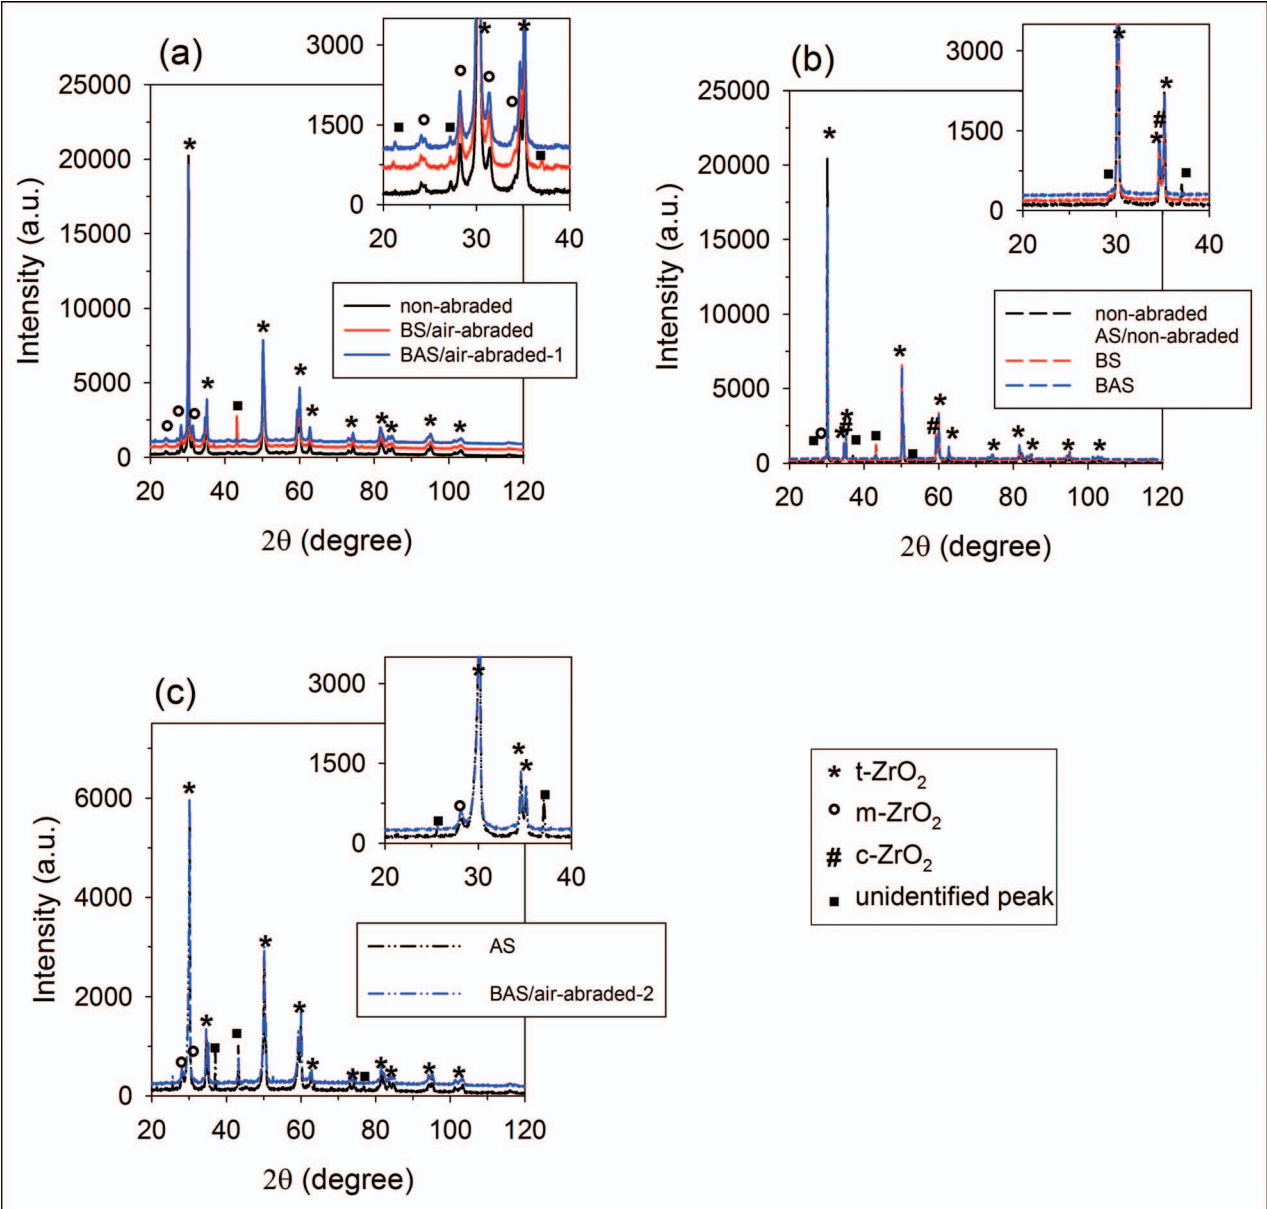 (a)
3000
1500
0
20 30 40
25000
20000
15000
10000
5000
0
Intensity (a.u.)
non-abraded
BS/air-abraded
BAS/air-abraded-1
20 40 60 80 100 120
2θ (degree)
(b)
3000
1500
0
20 30 40
25000
20000
15000
10000
5000
0
Intensity (a.u.)
#
#
#
non-abraded
AS/non-abraded
BS
BAS
20 40 60 80 100 120
2θ (degree)
(c)
3000
1500
0
20 30 40
6000
4000
2000
0
Intensity (a.u.)
AS
BAS/air-abraded-2
20 40 60 80 100 120
2θ (degree)
* t-ZrO₂
o m-ZrO₂
# c-ZrO₂
■ unidentified peak